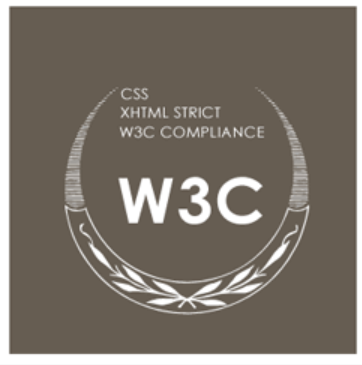 CSS
XHTML STRICT
W3C COMPLIANCE
W3C